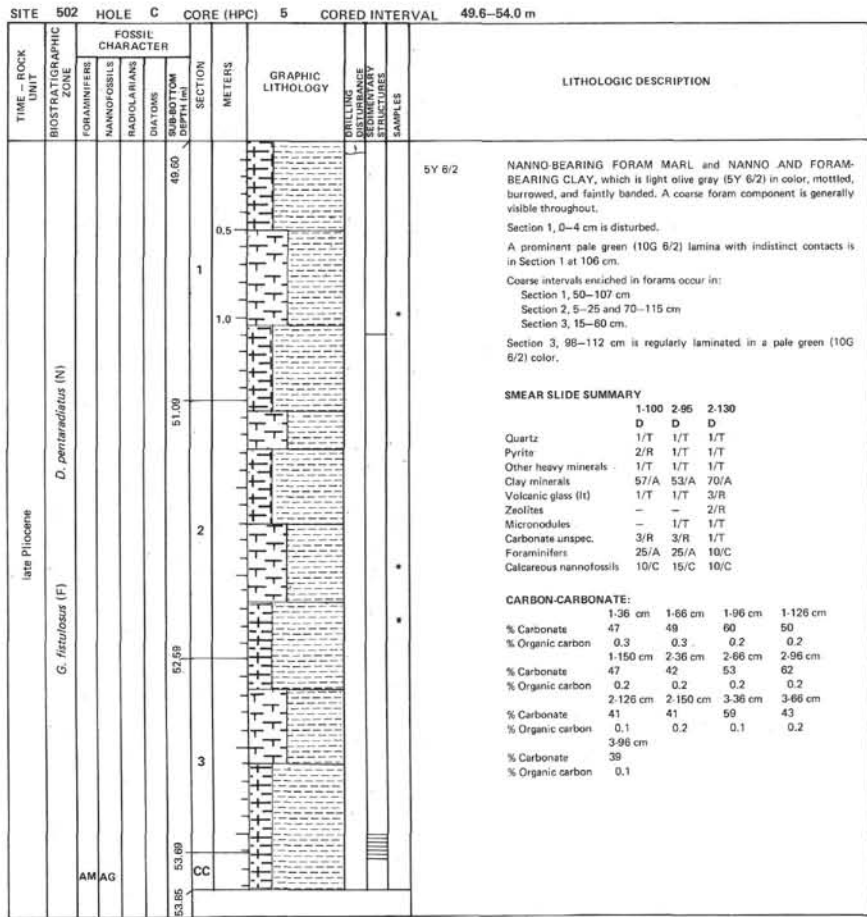 SITE 502 HOLE C CORE (HPC) 5 CORED INTERVAL 49.6–54.0 m
TIME – ROCK UNIT
BIOSTRATIGRAPHIC ZONE
FOSSIL CHARACTER
FORAMINIFERS
NANNOFOSSILS
RADIOLARIANS
DIATOMS
SUB-BOTTOM DEPTH (m)
SECTION
METERS
GRAPHIC LITHOLOGY
DRILLING DISTURBANCE
SEDIMENTARY STRUCTURES
SAMPLES
LITHOLOGIC DESCRIPTION
late Pliocene
D. pentaradiatus (N)
G. fistulosus (F)
AM AG
49.60
51.09
52.59
53.69
53.85
1
2
3
CC
0.5
1.0
*
*
*
5Y 6/2
NANNO-BEARING FORAM MARL and NANNO AND FORAM-
BEARING CLAY, which is light olive gray (5Y 6/2) in color, mottled,
burrowed, and faintly banded. A coarse foram component is generally
visible throughout.
Section 1, 0–4 cm is disturbed.
A prominent pale green (10G 6/2) lamina with indistinct contacts is
in Section 1 at 106 cm.
Coarse intervals enriched in forams occur in:
Section 1, 50–107 cm
Section 2, 5–25 and 70–115 cm
Section 3, 15–60 cm.
Section 3, 98–112 cm is regularly laminated in a pale green (10G
6/2) color.
SMEAR SLIDE SUMMARY
1-100 2-95 2-130
D D D
Quartz 1/T 1/T 1/T
Pyrite 2/R 1/T 1/T
Other heavy minerals 1/T 1/T 1/T
Clay minerals 57/A 53/A 70/A
Volcanic glass (lt) 1/T 1/T 3/R
Zeolites – – 2/R
Micronodules – 1/T 1/T
Carbonate unspec. 3/R 3/R 1/T
Foraminifers 25/A 25/A 10/C
Calcareous nannofossils 10/C 15/C 10/C
CARBON-CARBONATE:
1-36 cm 1-66 cm 1-96 cm 1-126 cm
% Carbonate 47 49 60 50
% Organic carbon 0.3 0.3 0.2 0.2
1-150 cm 2-36 cm 2-66 cm 2-96 cm
% Carbonate 47 42 53 62
% Organic carbon 0.2 0.2 0.2 0.2
2-126 cm 2-150 cm 3-36 cm 3-66 cm
% Carbonate 41 41 59 43
% Organic carbon 0.1 0.2 0.1 0.2
3-96 cm
% Carbonate 39
% Organic carbon 0.1